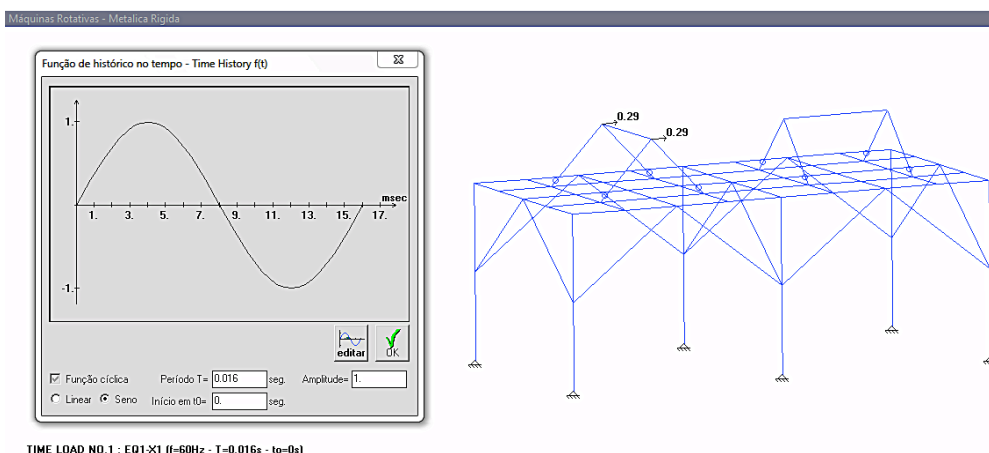 Máquinas Rotativas - Metalica Rigida
Função de histórico no tempo - Time History f(t)
1.
msec
1. 3. 5. 7. 9. 11. 13. 15. 17.
-1.
editar
OK
Função cíclica Período T= 0.016 seg. Amplitude= 1.
Linear Seno Início em t0= 0. seg.
0.29
0.29
TIME LOAD NO.1 : EQ1-X1 (f=60Hz - T=0.016s - to=0s)